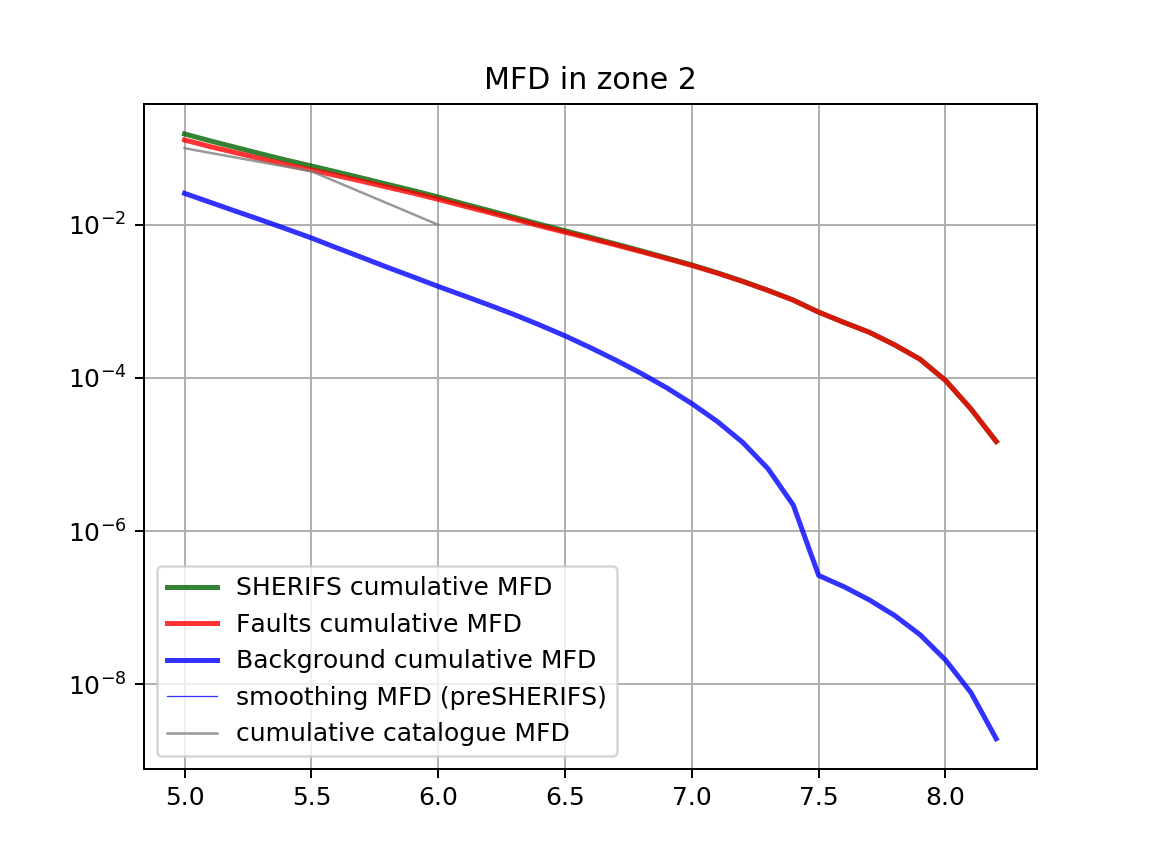 MFD in zone 2
10⁻²
10⁻⁴
10⁻⁶
10⁻⁸
SHERIFS cumulative MFD
Faults cumulative MFD
Background cumulative MFD
smoothing MFD (preSHERIFS)
cumulative catalogue MFD
5.0 5.5 6.0 6.5 7.0 7.5 8.0